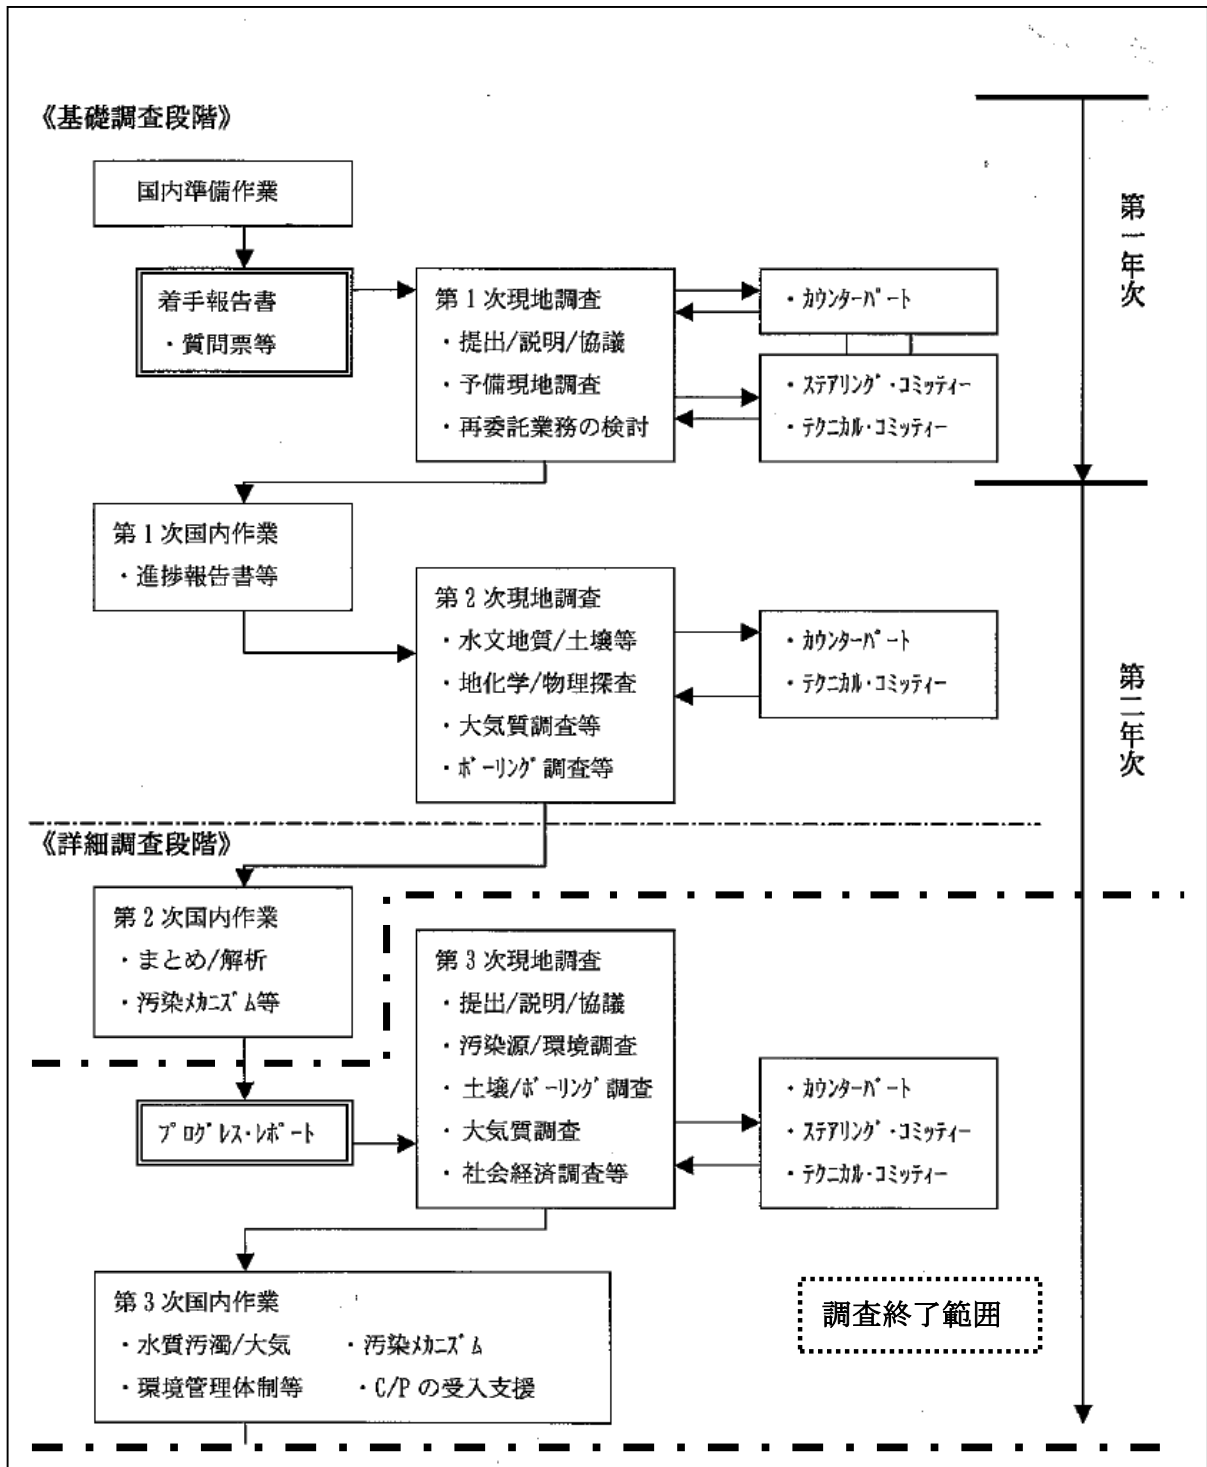 《基礎調査段階》
国内準備作業
着手報告書
・質問票等
第1次現地調査
・提出/説明/協議
・予備現地調査
・再委託業務の検討
・ｶｳﾝﾀｰﾊﾟｰﾄ
・ｽﾃｱﾘﾝｸﾞ・ｺﾐｯﾃｨｰ
・ﾃｸﾆｶﾙ・ｺﾐｯﾃｨｰ
第一年次
第1次国内作業
・進捗報告書等
第2次現地調査
・水文地質/土壌等
・地化学/物理探査
・大気質調査等
・ﾎﾞｰﾘﾝｸﾞ調査等
・ｶｳﾝﾀｰﾊﾟｰﾄ
・ﾃｸﾆｶﾙ・ｺﾐｯﾃｨｰ
第二年次
《詳細調査段階》
第2次国内作業
・まとめ/解析
・汚染ﾒｶﾆｽﾞﾑ等
ﾌﾟﾛｸﾞﾚｽ・ﾚﾎﾟｰﾄ
第3次現地調査
・提出/説明/協議
・汚染源/環境調査
・土壌/ﾎﾞｰﾘﾝｸﾞ調査
・大気質調査
・社会経済調査等
・ｶｳﾝﾀｰﾊﾟｰﾄ
・ｽﾃｱﾘﾝｸﾞ・ｺﾐｯﾃｨｰ
・ﾃｸﾆｶﾙ・ｺﾐｯﾃｨｰ
第3次国内作業
・水質汚濁/大気 ・汚染ﾒｶﾆｽﾞﾑ
・環境管理体制等 ・C/Pの受入支援
調査終了範囲